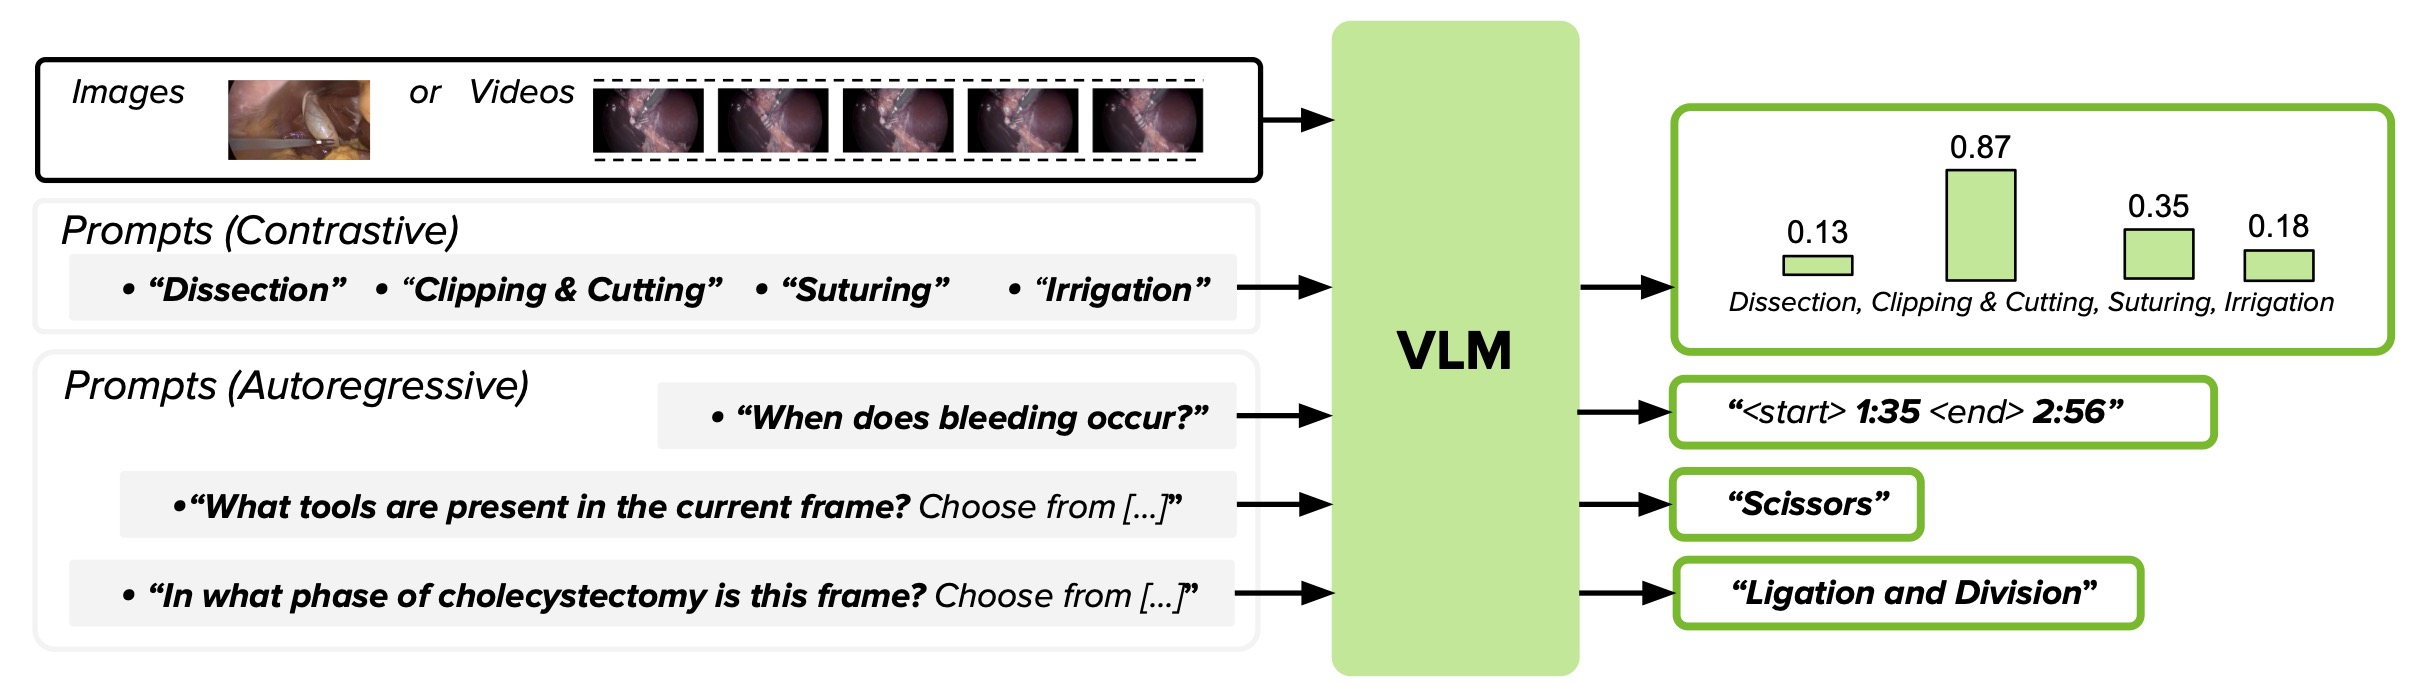 Images or Videos
Prompts (Contrastive)
• “Dissection” • “Clipping & Cutting” • “Suturing” • “Irrigation”
Prompts (Autoregressive)
• “When does bleeding occur?”
•“What tools are present in the current frame? Choose from [...]”
• “In what phase of cholecystectomy is this frame? Choose from [...]”
VLM
0.13 0.87 0.35 0.18
Dissection, Clipping & Cutting, Suturing, Irrigation
“<start> 1:35 <end> 2:56”
“Scissors”
“Ligation and Division”